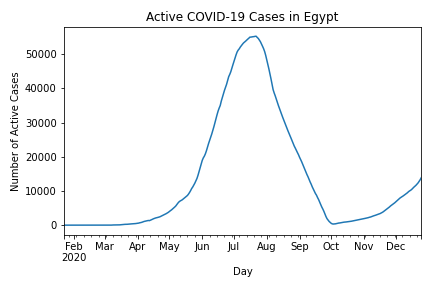 Active COVID-19 Cases in Egypt
Number of Active Cases
50000
40000
30000
20000
10000
0
Feb Mar Apr May Jun Jul Aug Sep Oct Nov Dec
2020
Day